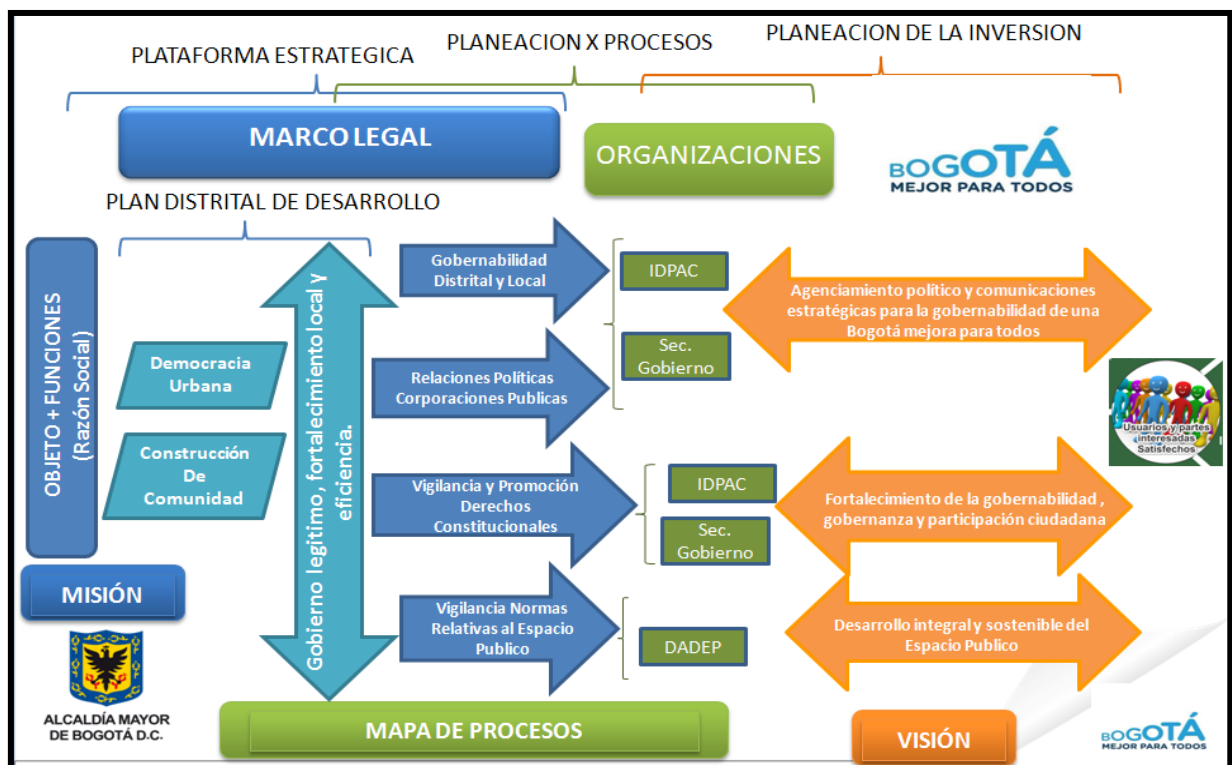 PLATAFORMA ESTRATEGICA
PLANEACION X PROCESOS
PLANEACION DE LA INVERSION
MARCO LEGAL
ORGANIZACIONES
BOGOTÁ
MEJOR PARA TODOS
PLAN DISTRITAL DE DESARROLLO
OBJETO + FUNCIONES
(Razón Social)
Democracia
Urbana
Construcción
De
Comunidad
Gobierno legitimo, fortalecimiento local y
eficiencia.
Gobernabilidad
Distrital y Local
Relaciones Políticas
Corporaciones Publicas
Vigilancia y Promoción
Derechos
Constitucionales
Vigilancia Normas
Relativas al Espacio
Publico
IDPAC
Sec.
Gobierno
IDPAC
Sec.
Gobierno
DADEP
Agenciamiento político y comunicaciones
estratégicas para la gobernabilidad de una
Bogotá mejora para todos
Fortalecimiento de la gobernabilidad ,
gobernanza y participación ciudadana
Desarrollo integral y sostenible del
Espacio Publico
Usuarios y partes
interesadas
Satisfechos
MISIÓN
ALCALDÍA MAYOR
DE BOGOTÁ D.C.
MAPA DE PROCESOS
VISIÓN
BOGOTÁ
MEJOR PARA TODOS